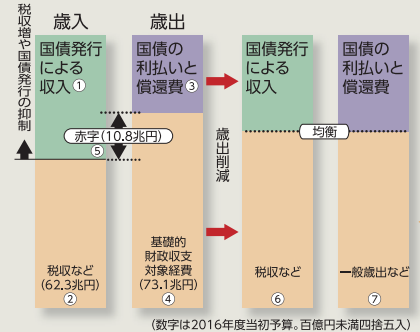 歳入
歳出
税収増や国債発行の抑制
国債発行
による
収入①
国債の
利払いと
償還費③
赤字(10.8兆円)
⑤
税収など
(62.3兆円)
②
基礎的
財政収支
対象経費
(73.1兆円)
④
歳出削減
国債発行
による
収入
国債の
利払いと
償還費
均衡
税収など
⑥
一般歳出など
⑦
(数字は2016年度当初予算。百億円未満四捨五入)